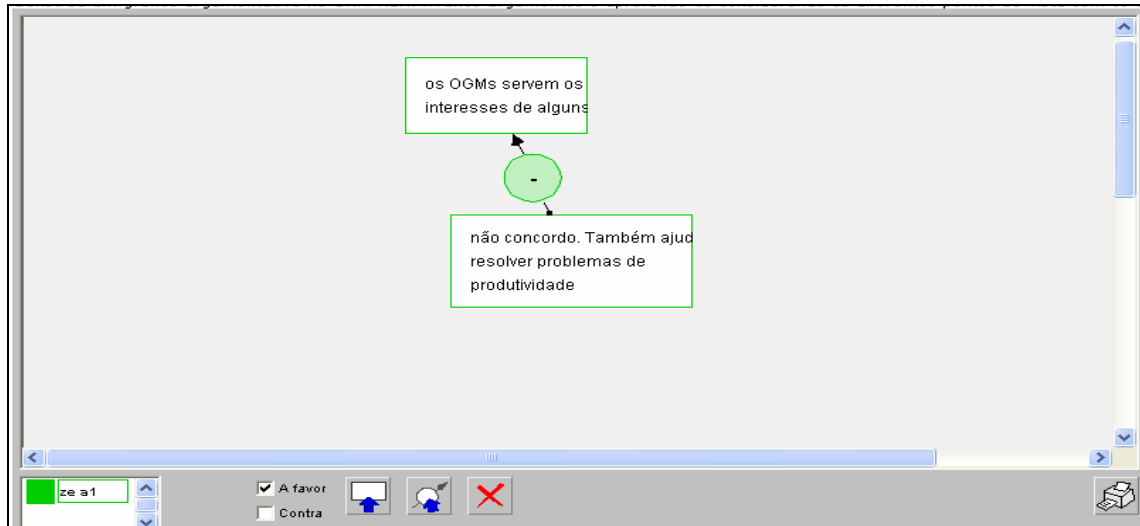 os OGMs servem os
interesses de alguns
-
não concordo. Também ajud
resolver problemas de
produtividade
ze a1
A favor
Contra